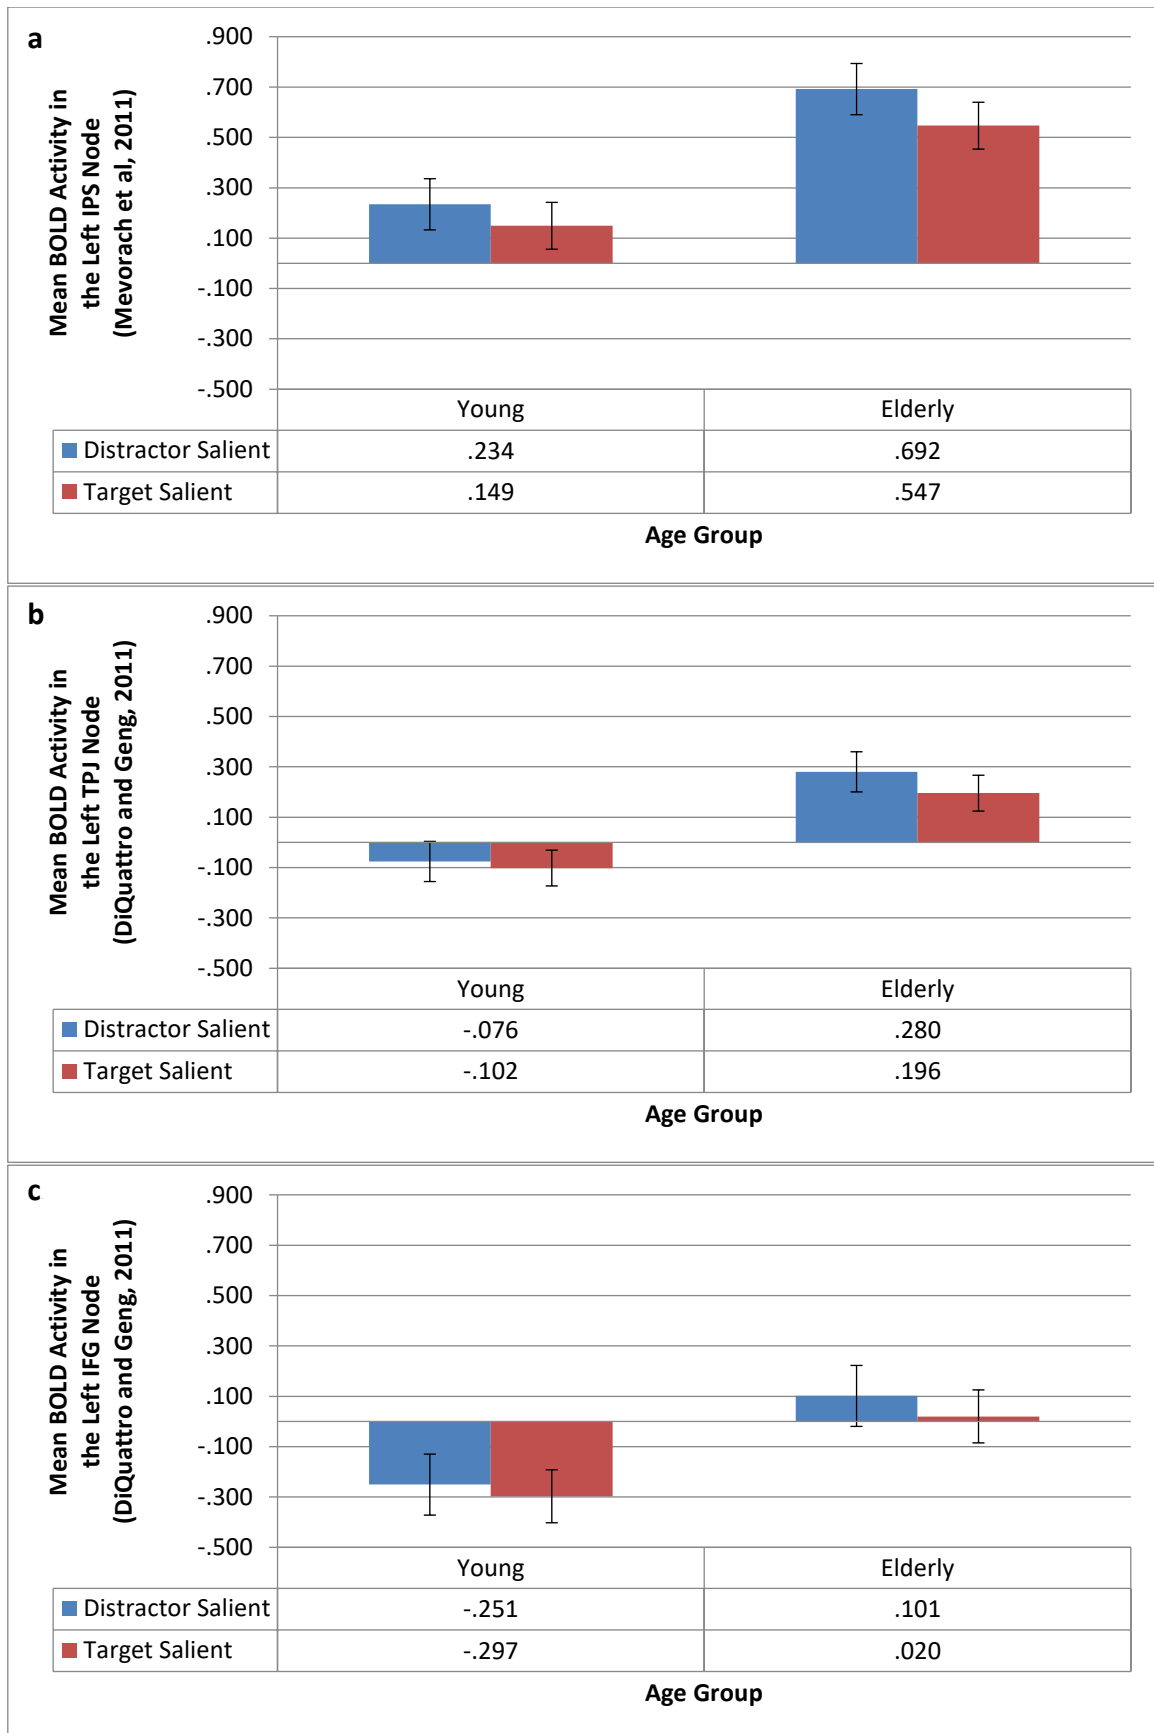 a
Mean BOLD Activity in
the Left IPS Node
(Mevorach et al, 2011)
.900
.700
.500
.300
.100
-.100
-.300
-.500
Young Elderly
Distractor Salient .234 .692
Target Salient .149 .547
Age Group
b
Mean BOLD Activity in
the Left TPJ Node
(DiQuattro and Geng, 2011)
.900
.700
.500
.300
.100
-.100
-.300
-.500
Young Elderly
Distractor Salient -.076 .280
Target Salient -.102 .196
Age Group
c
Mean BOLD Activity in
the Left IFG Node
(DiQuattro and Geng, 2011)
.900
.700
.500
.300
.100
-.100
-.300
-.500
Young Elderly
Distractor Salient -.251 .101
Target Salient -.297 .020
Age Group